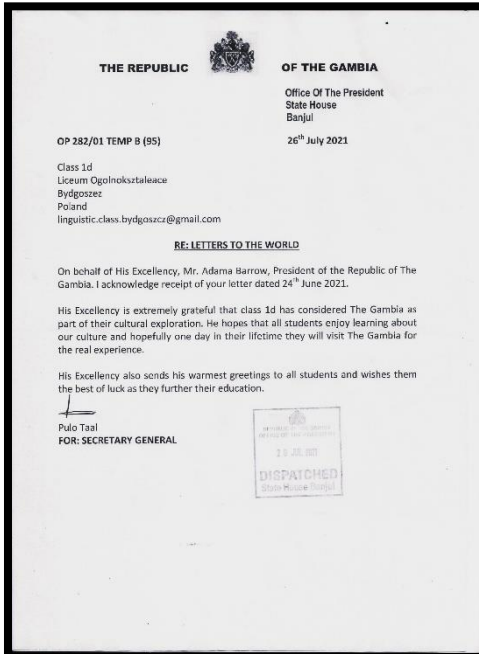 THE REPUBLIC OF THE GAMBIA
Office Of The President
State House
Banjul
OP 282/01 TEMP B (95)
26th July 2021
Class 1d
Liceum Ogolnoksztaleace
Bydgoszez
Poland
linguistic.class.bydgoszcz@gmail.com
RE: LETTERS TO THE WORLD
On behalf of His Excellency, Mr. Adama Barrow, President of the Republic of The
Gambia. I acknowledge receipt of your letter dated 24th June 2021.
His Excellency is extremely grateful that class 1d has considered The Gambia as
part of their cultural exploration. He hopes that all students enjoy learning about
our culture and hopefully one day in their lifetime they will visit The Gambia for
the real experience.
His Excellency also sends his warmest greetings to all students and wishes them
the best of luck as they further their education.
Pulo Taal
FOR: SECRETARY GENERAL
JUL 2021
DISPATCHED
State House Banjul